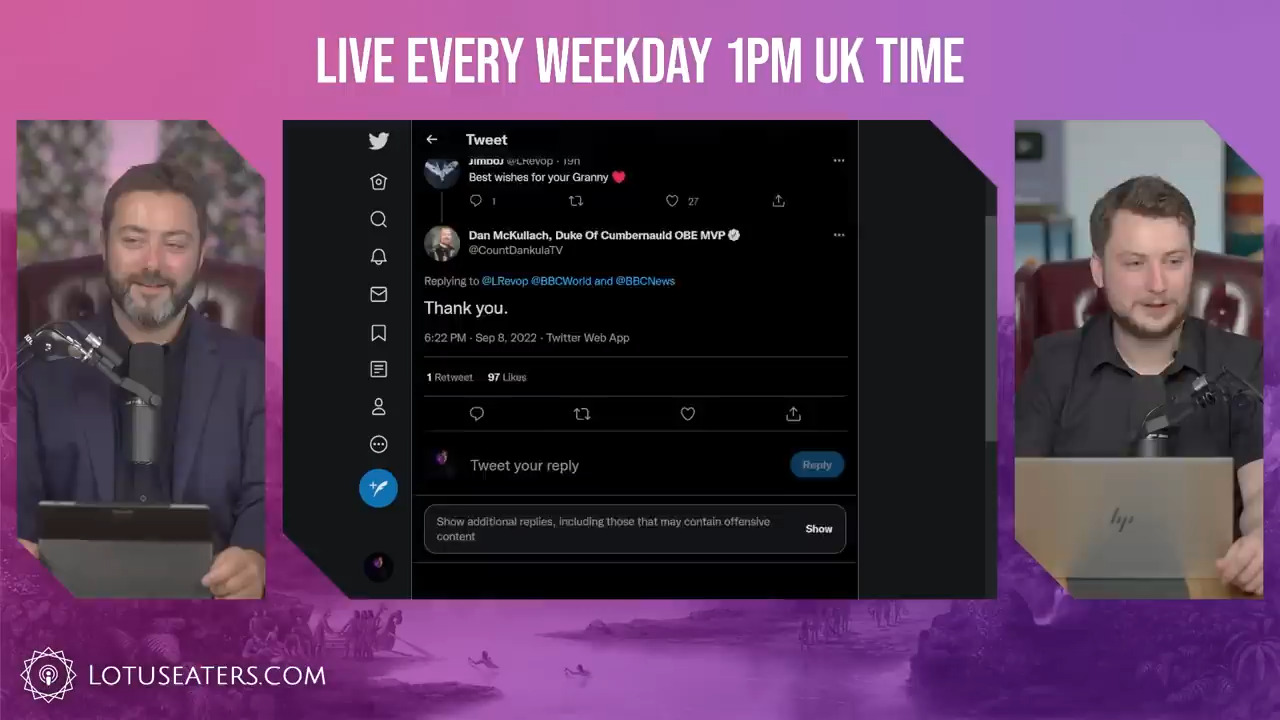 LIVE EVERY WEEKDAY 1PM UK TIME
Tweet
JimboJ @LRevop · 19h
Best wishes for your Granny ❤️
1
27
Dan McKullach, Duke Of Cumbernauld OBE MVP
@CountDankulaTV
Replying to @LRevop @BBCWorld and @BBCNews
Thank you.
6:22 PM · Sep 8, 2022 · Twitter Web App
1 Retweet 97 Likes
Tweet your reply
Reply
Show additional replies, including those that may contain offensive
content
Show
hp
LOTUSEATERS.COM